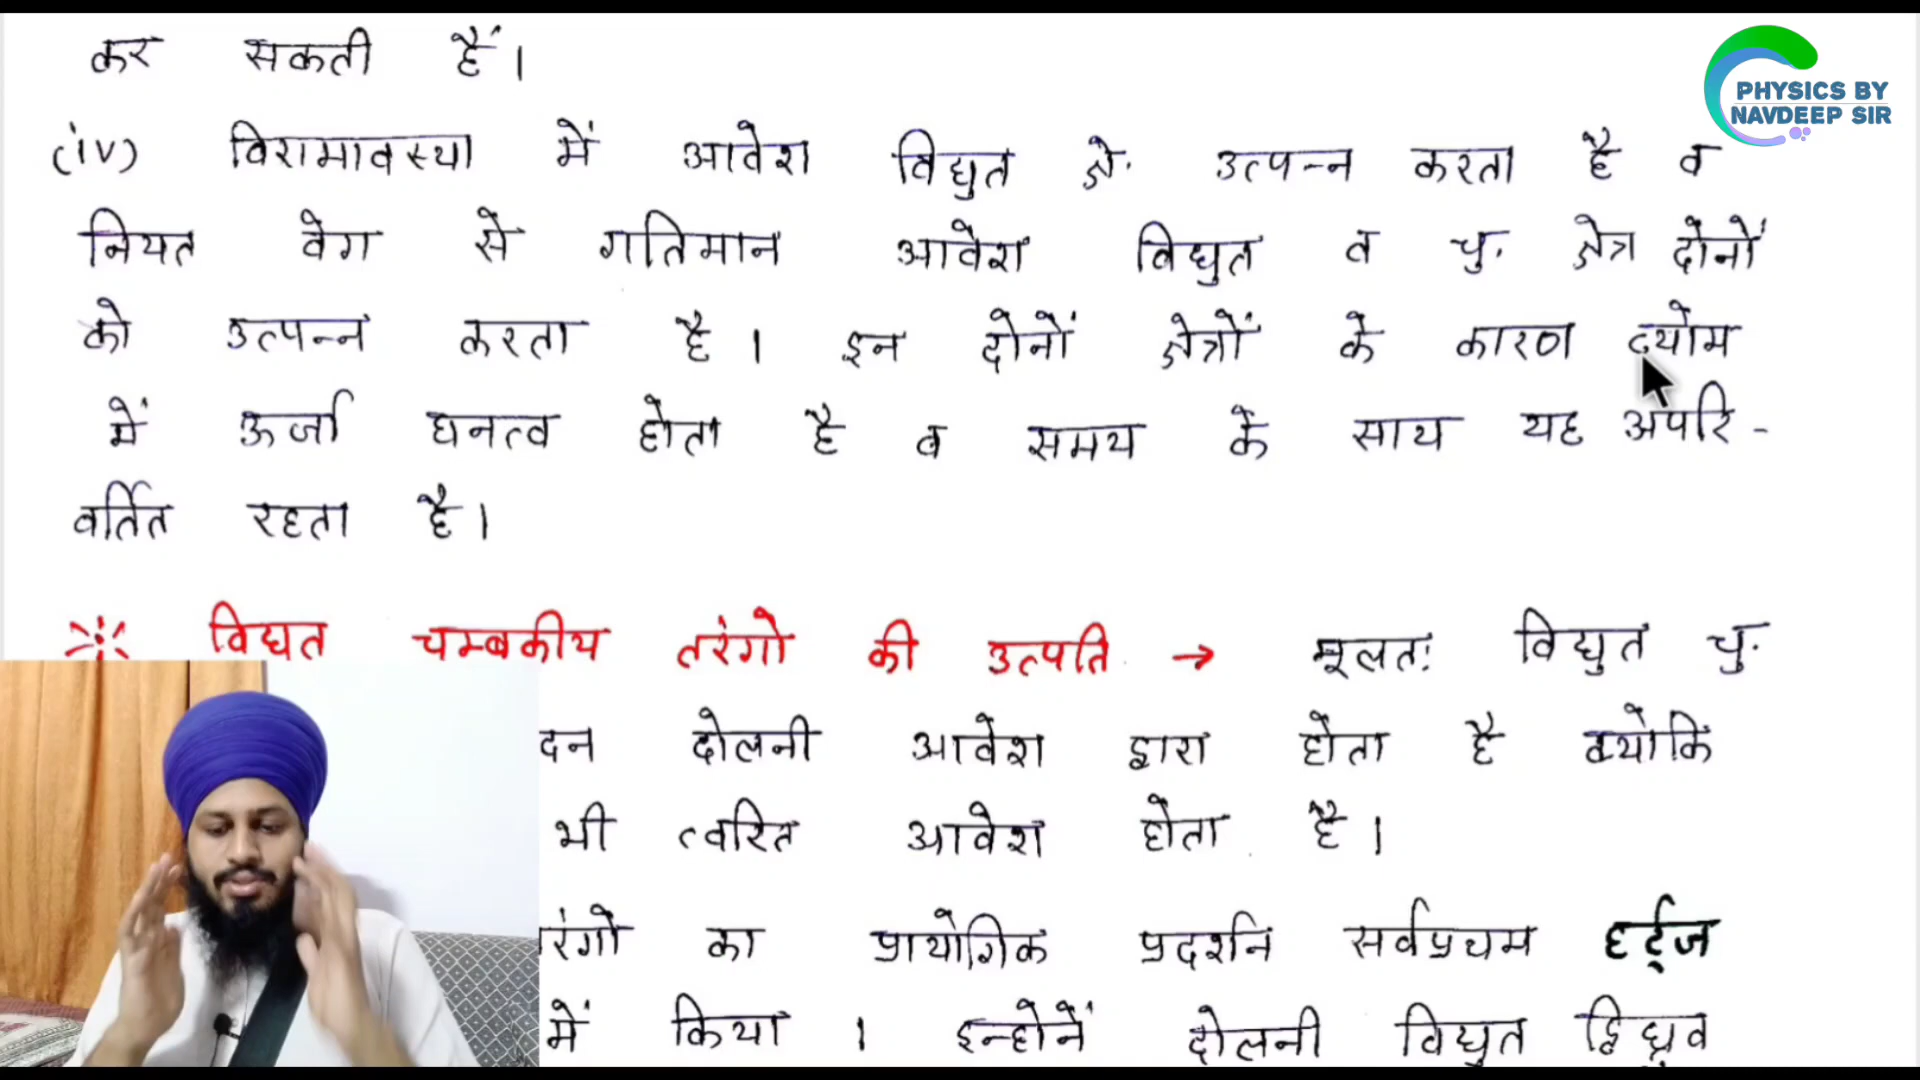 कर सकती हैं।
PHYSICS BY
NAVDEEP SIR
(iv) विरामावस्था में आवेश विद्युत क्षे. उत्पन्न करता है व
नियत वेग से गतिमान आवेश विद्युत व चु. क्षेत्र दोनों
को उत्पन्न करता है। इन दोनों क्षेत्रों के कारण व्योम
में ऊर्जा घनत्व होता है व समय के साथ यह अपरि-
वर्तित रहता है।
विद्युत चुम्बकीय तरंगो की उत्पति → मूलतः विद्युत चु.
दन दोलनी आवेश द्वारा होता है क्योकि
भी त्वरित आवेश होता है।
रंगो का प्रायोगिक प्रदर्शन सर्वप्रथम हर्ट्ज
में किया। इन्होनें दोलनी विद्युत द्विध्रुव